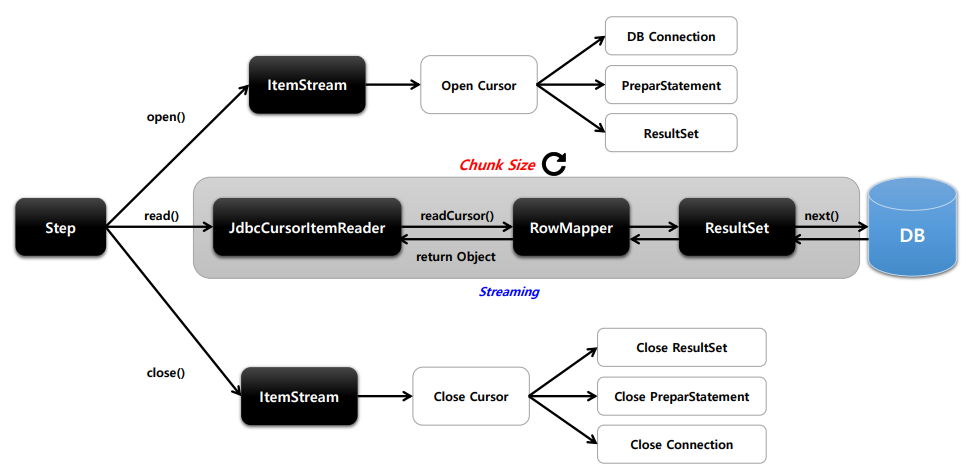 DB Connection
ItemStream
Open Cursor
PreparStatement
open()
ResultSet
Chunk Size
Step
read()
JdbcCursorItemReader
readCursor()
return Object
RowMapper
ResultSet
next()
DB
Streaming
close()
ItemStream
Close Cursor
Close ResultSet
Close PreparStatement
Close Connection